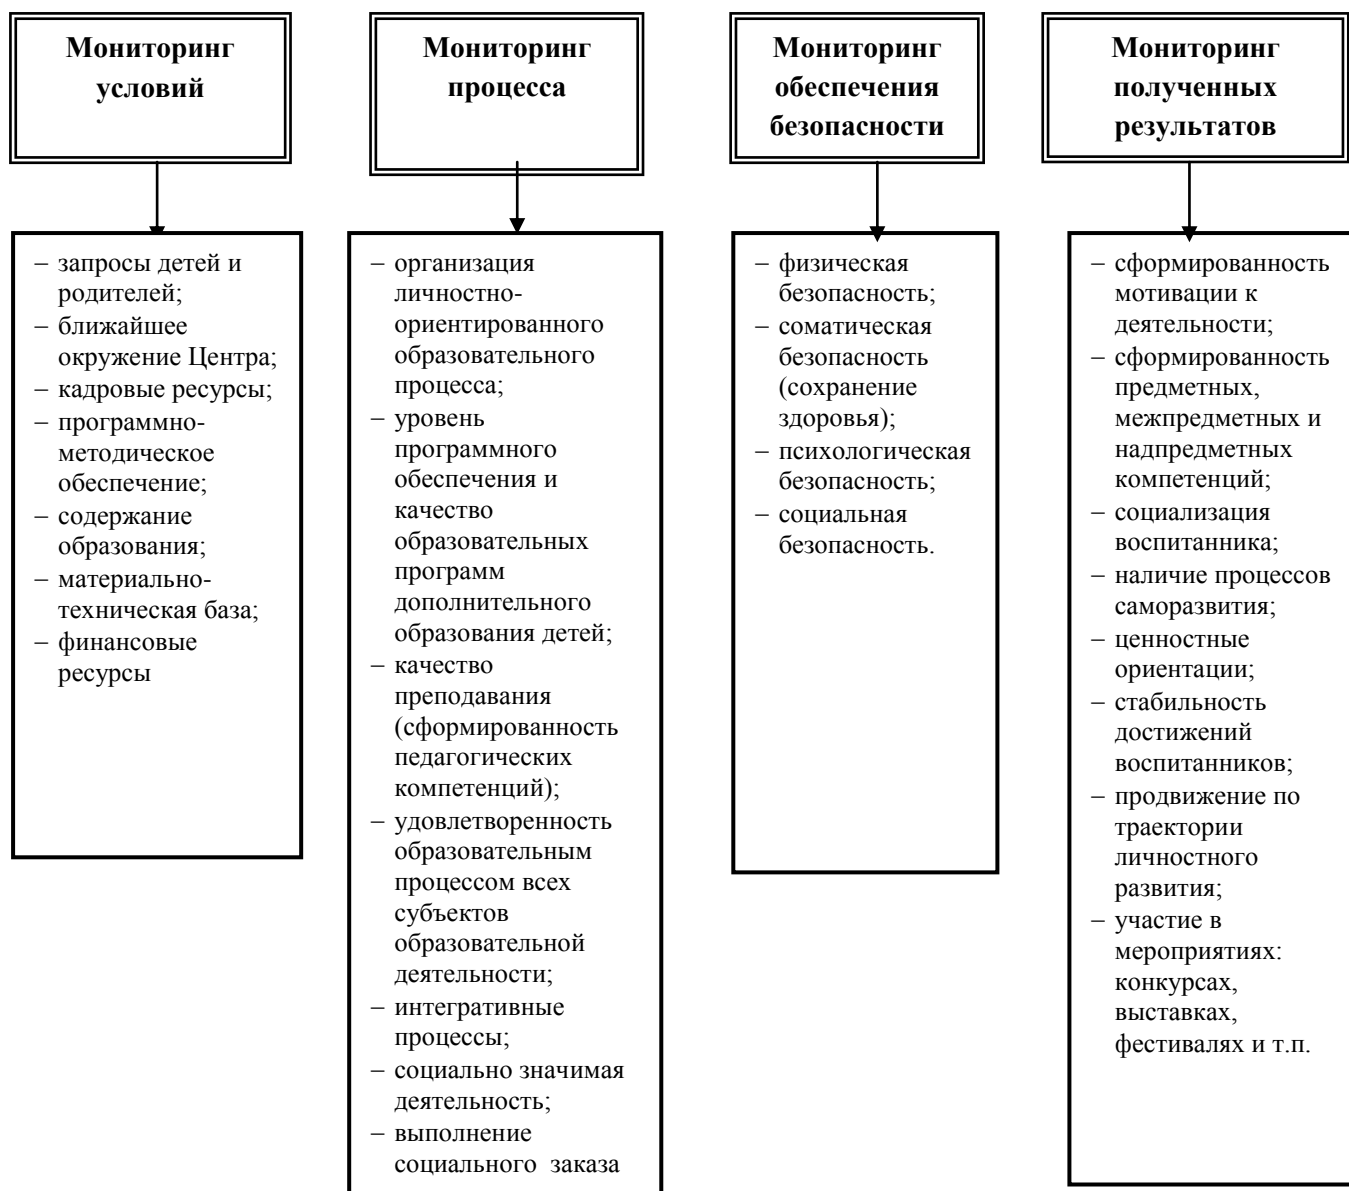 Мониторинг
условий
– запросы детей и
родителей;
– ближайшее
окружение Центра;
– кадровые ресурсы;
– программно-
методическое
обеспечение;
– содержание
образования;
– материально-
техническая база;
– финансовые
ресурсы
Мониторинг
процесса
– организация
личностно-
ориентированного
образовательного
процесса;
– уровень
программного
обеспечения и
качество
образовательных
программ
дополнительного
образования детей;
– качество
преподавания
(сформированность
педагогических
компетенций);
– удовлетворенность
образовательным
процессом всех
субъектов
образовательной
деятельности;
– интегративные
процессы;
– социально значимая
деятельность;
– выполнение
социального заказа
Мониторинг
обеспечения
безопасности
– физическая
безопасность;
– соматическая
безопасность
(сохранение
здоровья);
– психологическая
безопасность;
– социальная
безопасность.
Мониторинг
полученных
результатов
– сформированность
мотивации к
деятельности;
– сформированность
предметных,
межпредметных и
надпредметных
компетенций;
– социализация
воспитанника;
– наличие процессов
саморазвития;
– ценностные
ориентации;
– стабильность
достижений
воспитанников;
– продвижение по
траектории
личностного
развития;
– участие в
мероприятиях:
конкурсах,
выставках,
фестивалях и т.п.